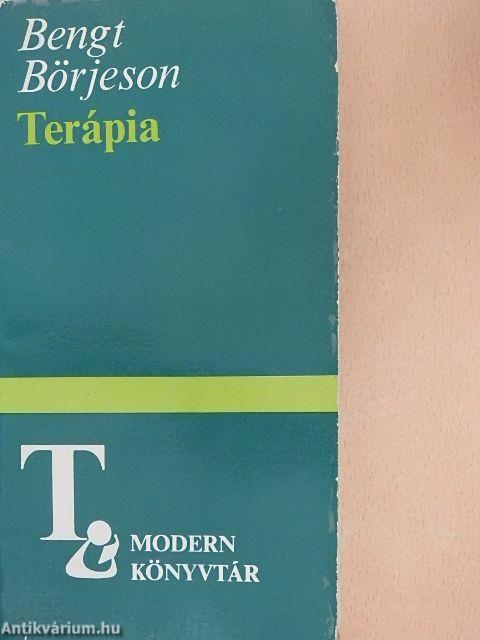 Bengt
Börjeson
Terápia
T
MODERN
KÖNYVTÁR
Antikvárium.hu